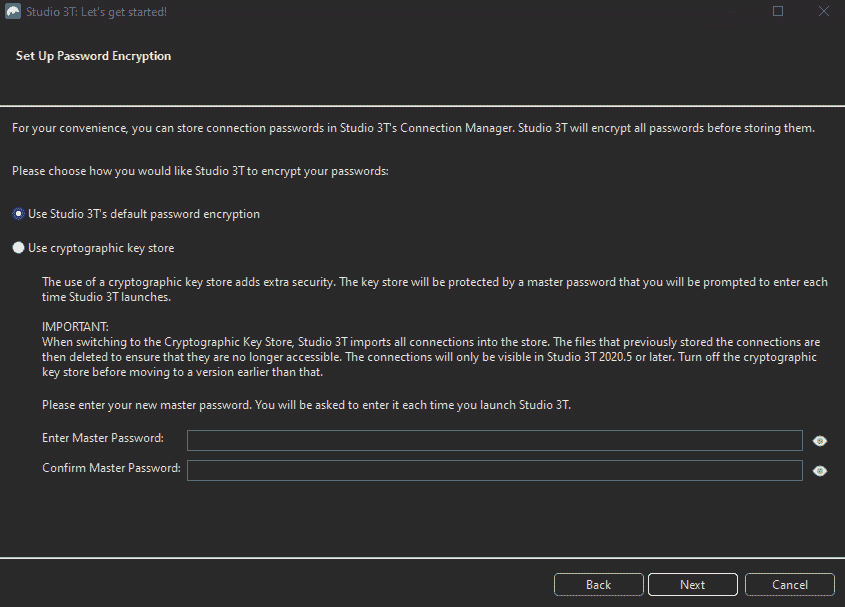 Studio 3T: Let's get started!
Set Up Password Encryption
For your convenience, you can store connection passwords in Studio 3T's Connection Manager. Studio 3T will encrypt all passwords before storing them.
Please choose how you would like Studio 3T to encrypt your passwords:
Use Studio 3T's default password encryption
Use cryptographic key store
The use of a cryptographic key store adds extra security. The key store will be protected by a master password that you will be prompted to enter each
time Studio 3T launches.
IMPORTANT:
When switching to the Cryptographic Key Store, Studio 3T imports all connections into the store. The files that previously stored the connections are
then deleted to ensure that they are no longer accessible. The connections will only be visible in Studio 3T 2020.5 or later. Turn off the cryptographic
key store before moving to a version earlier than that.
Please enter your new master password. You will be asked to enter it each time you launch Studio 3T.
Enter Master Password:
Confirm Master Password:
Back Next Cancel